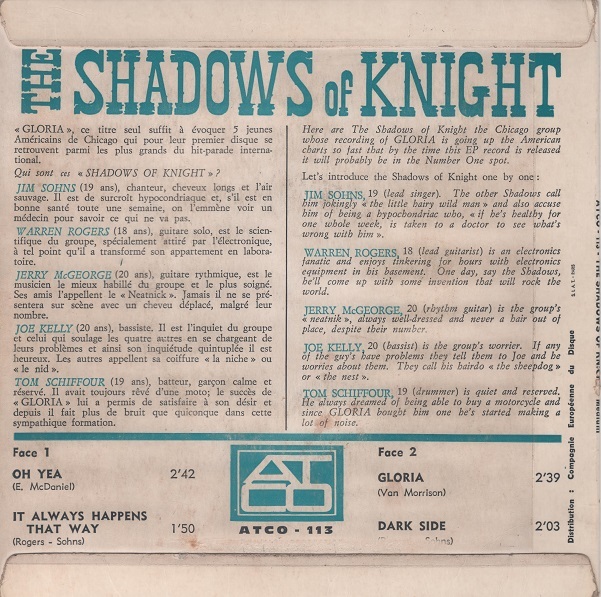 THE SHADOWS of KNIGHT
« GLORIA », ce titre seul suffit à évoquer 5 jeunes
Américains de Chicago qui pour leur premier disque se
retrouvent parmi les plus grands du hit-parade interna-
tional.
Qui sont ces « SHADOWS OF KNIGHT » ?
JIM SOHNS (19 ans), chanteur, cheveux longs et l'air
sauvage. Il est de surcroît hypocondriaque et, s'il est en
bonne santé toute une semaine, on l'emmène voir un
médecin pour savoir ce qui ne va pas.
WARREN ROGERS (18 ans), guitare solo, est le scien-
tifique du groupe, spécialement attiré par l'électronique,
à tel point qu'il a transformé son appartement en labora-
toire.
JERRY McGEORGE (20 ans), guitare rythmique, est le
musicien le mieux habillé du groupe et le plus soigné.
Ses amis l'appellent le « Neatnick ». Jamais il ne se pré-
sentera sur scène avec un cheveu déplacé, malgré leur
nombre.
JOE KELLY (20 ans), bassiste. Il est l'inquiet du groupe
et celui qui soulage les quatre autres en se chargeant de
leurs problèmes et ainsi son inquiétude quintuplée il est
heureux. Les autres appellent sa coiffure « la niche » ou
« le nid ».
TOM SCHIFFOUR (19 ans), batteur, garçon calme et
réservé. Il avait toujours rêvé d'une moto; le succès de
« GLORIA » lui a permis de satisfaire à son désir et
depuis il fait plus de bruit que quiconque dans cette
sympathique formation.
Here are The Shadows of Knight the Chicago group
whose recording of GLORIA is going up the American
charts so fast that by the time this EP record is released
it will probably be in the Number One spot.
Let's introduce the Shadows of Knight one by one :
JIM SOHNS, 19 (lead singer). The other Shadows call
him jokingly « the little hairy wild man » and also accuse
him of being a hypochondriac who, « if he's healthy for
one whole week, is taken to a doctor to see what's
wrong with him ».
WARREN ROGERS, 18 (lead guitarist) is an electronics
fanatic and enjoys tinkering for hours with electronics
equipment in his basement. One day, say the Shadows,
he'll come up with some invention that will rock the
world.
JERRY McGEORGE, 20 (rhythm guitar) is the group's
« neatnik », always well-dressed and never a hair out of
place, despite their number.
JOE KELLY, 20 (bassist) is the group's worrier. If any
of the guy's have problems they tell them to Joe and he
worries about them. They call his hairdo « the sheepdog »
or « the nest ».
TOM SCHIFFOUR, 19 (drummer) is quiet and reserved.
He always dreamed of being able to buy a motorcycle and
since GLORIA bought him one he's started making a
lot of noise.
Face 1
OH YEA 2'42
(E. McDaniel)
IT ALWAYS HAPPENS
THAT WAY 1'50
(Rogers - Sohns)
ATCO
ATCO - 113
Face 2
GLORIA 2'39
(Van Morrison)
DARK SIDE 2'03
Distribution : Compagnie Européenne du Disque